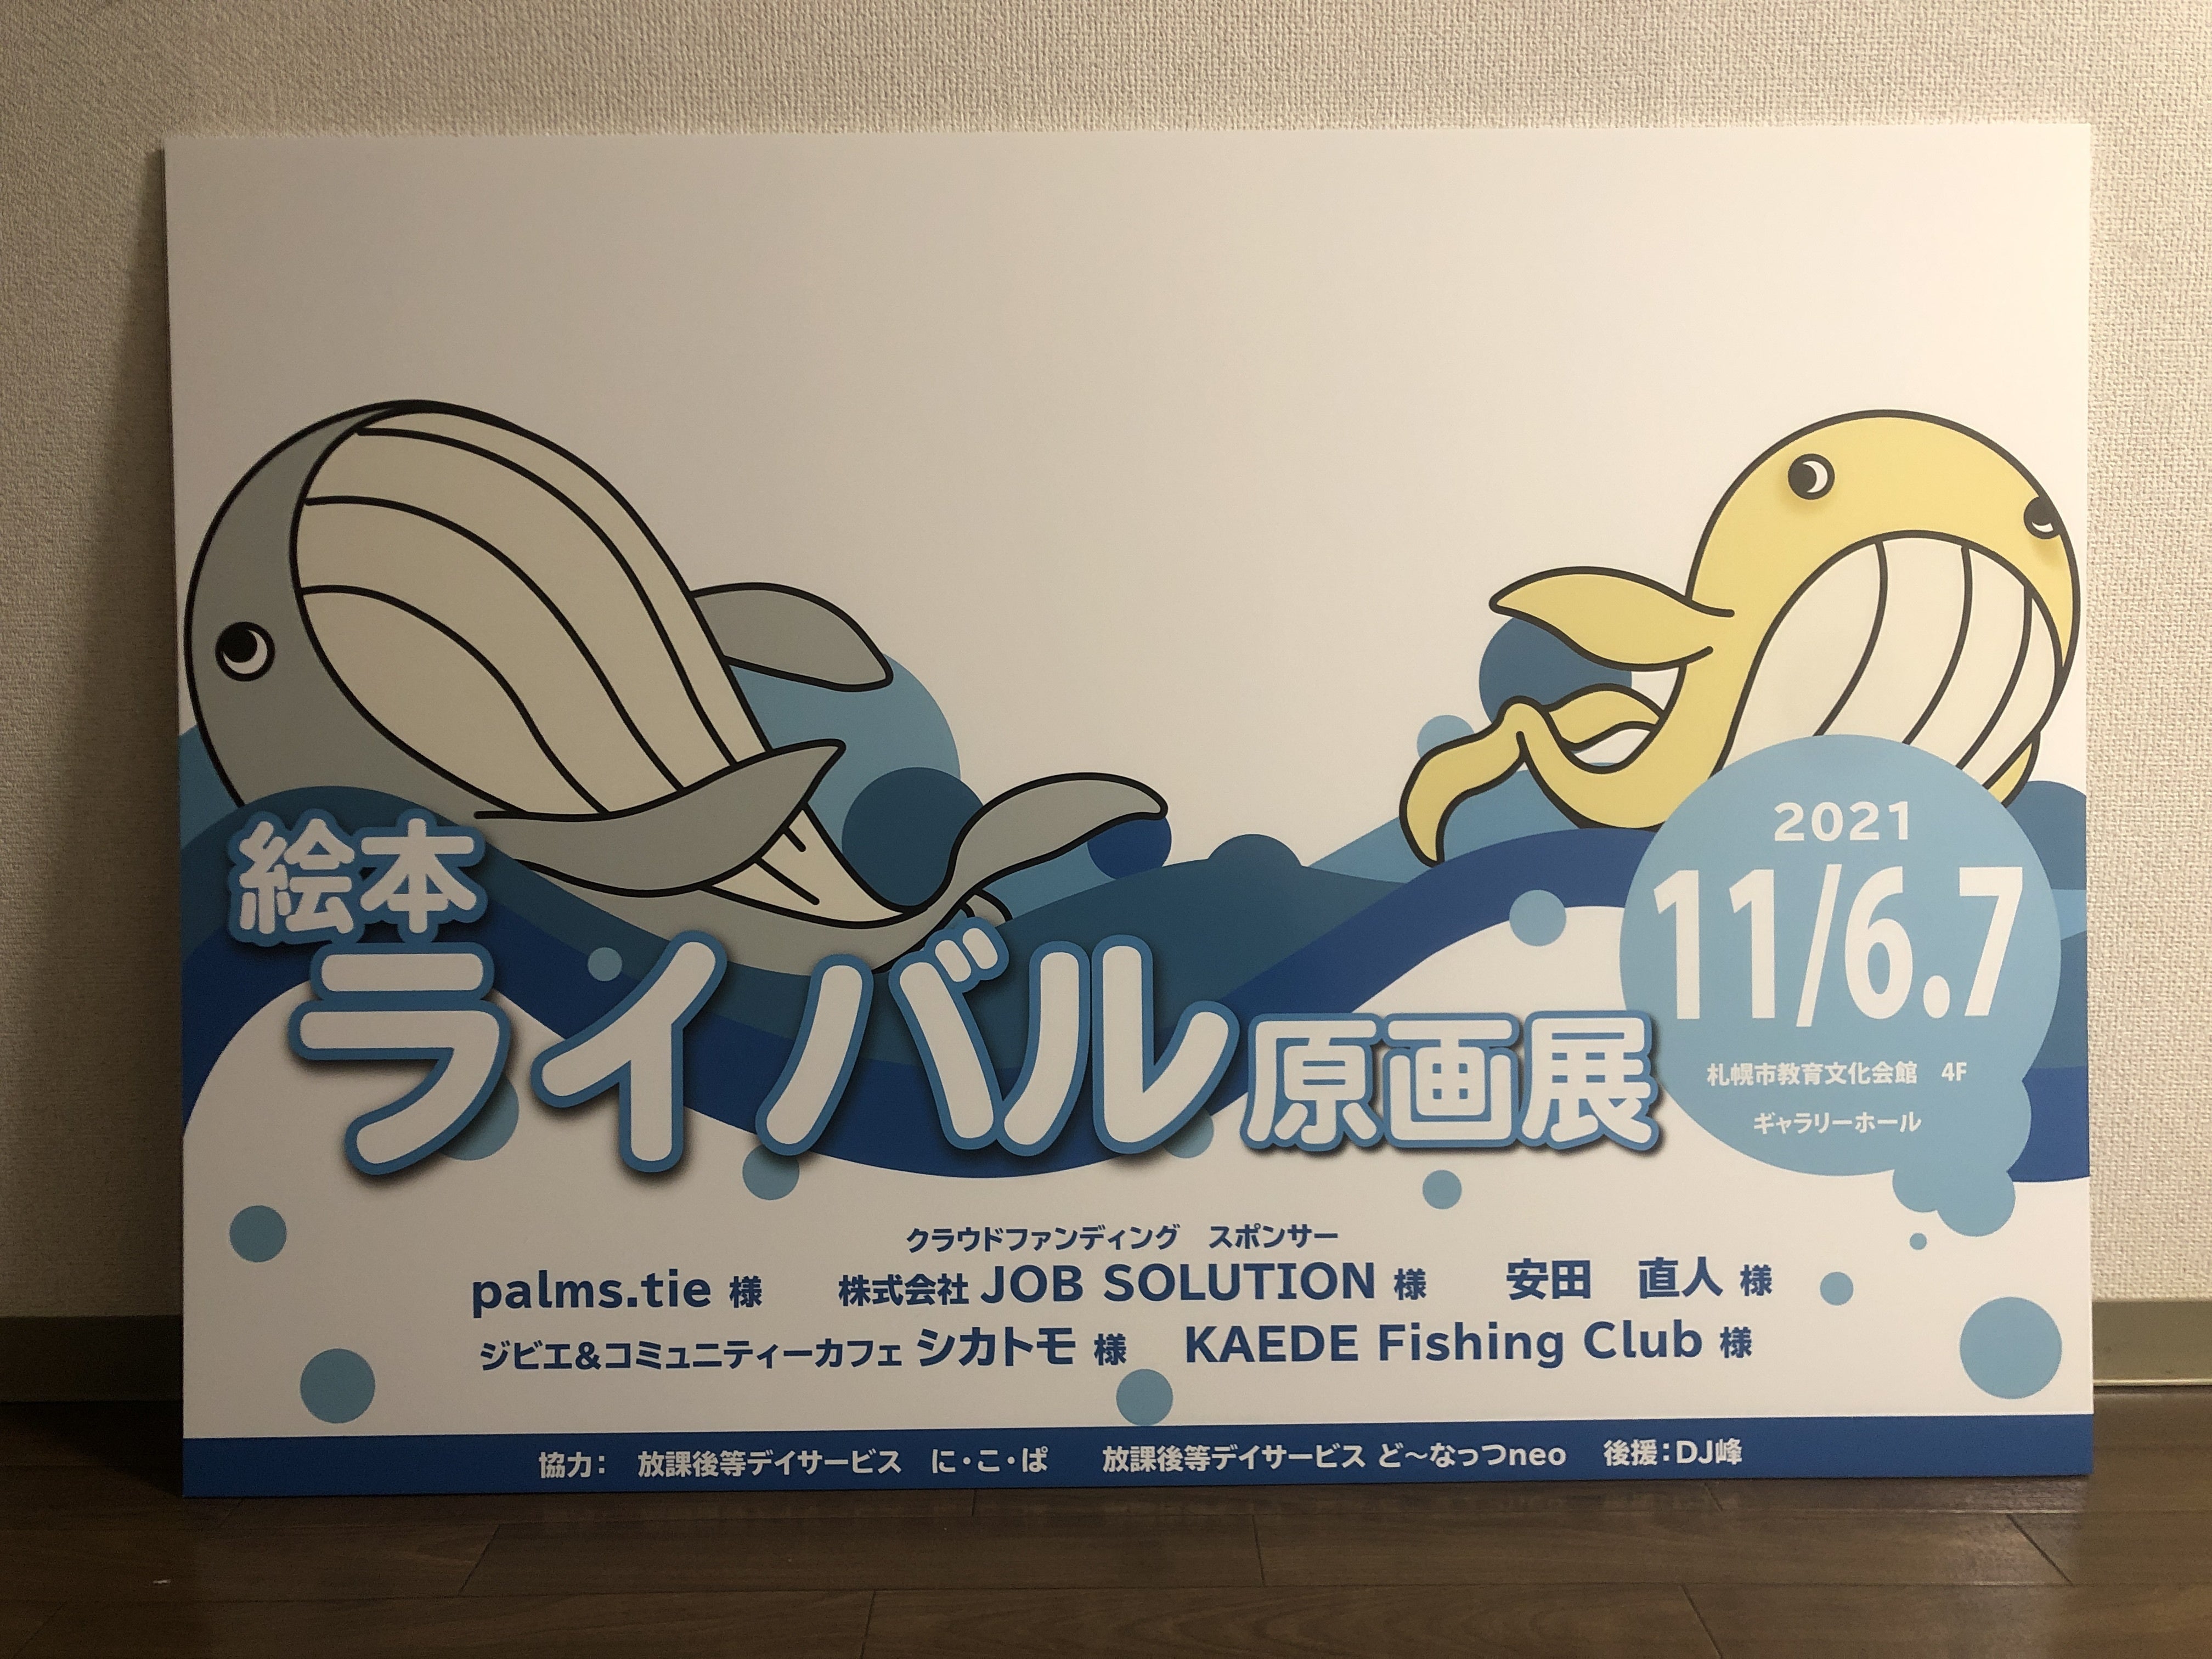 絵本
ライバル原画展
2021
11/6.7
札幌市教育文化会館　4F
ギャラリーホール
クラウドファンディング　スポンサー
palms.tie 様　株式会社 JOB SOLUTION 様　安田　直人 様
ジビエ&コミュニティーカフェ シカトモ 様　KAEDE Fishing Club 様
協力：　放課後等デイサービス　に・こ・ぱ　放課後等デイサービス ど～なっつneo　後援：DJ峰